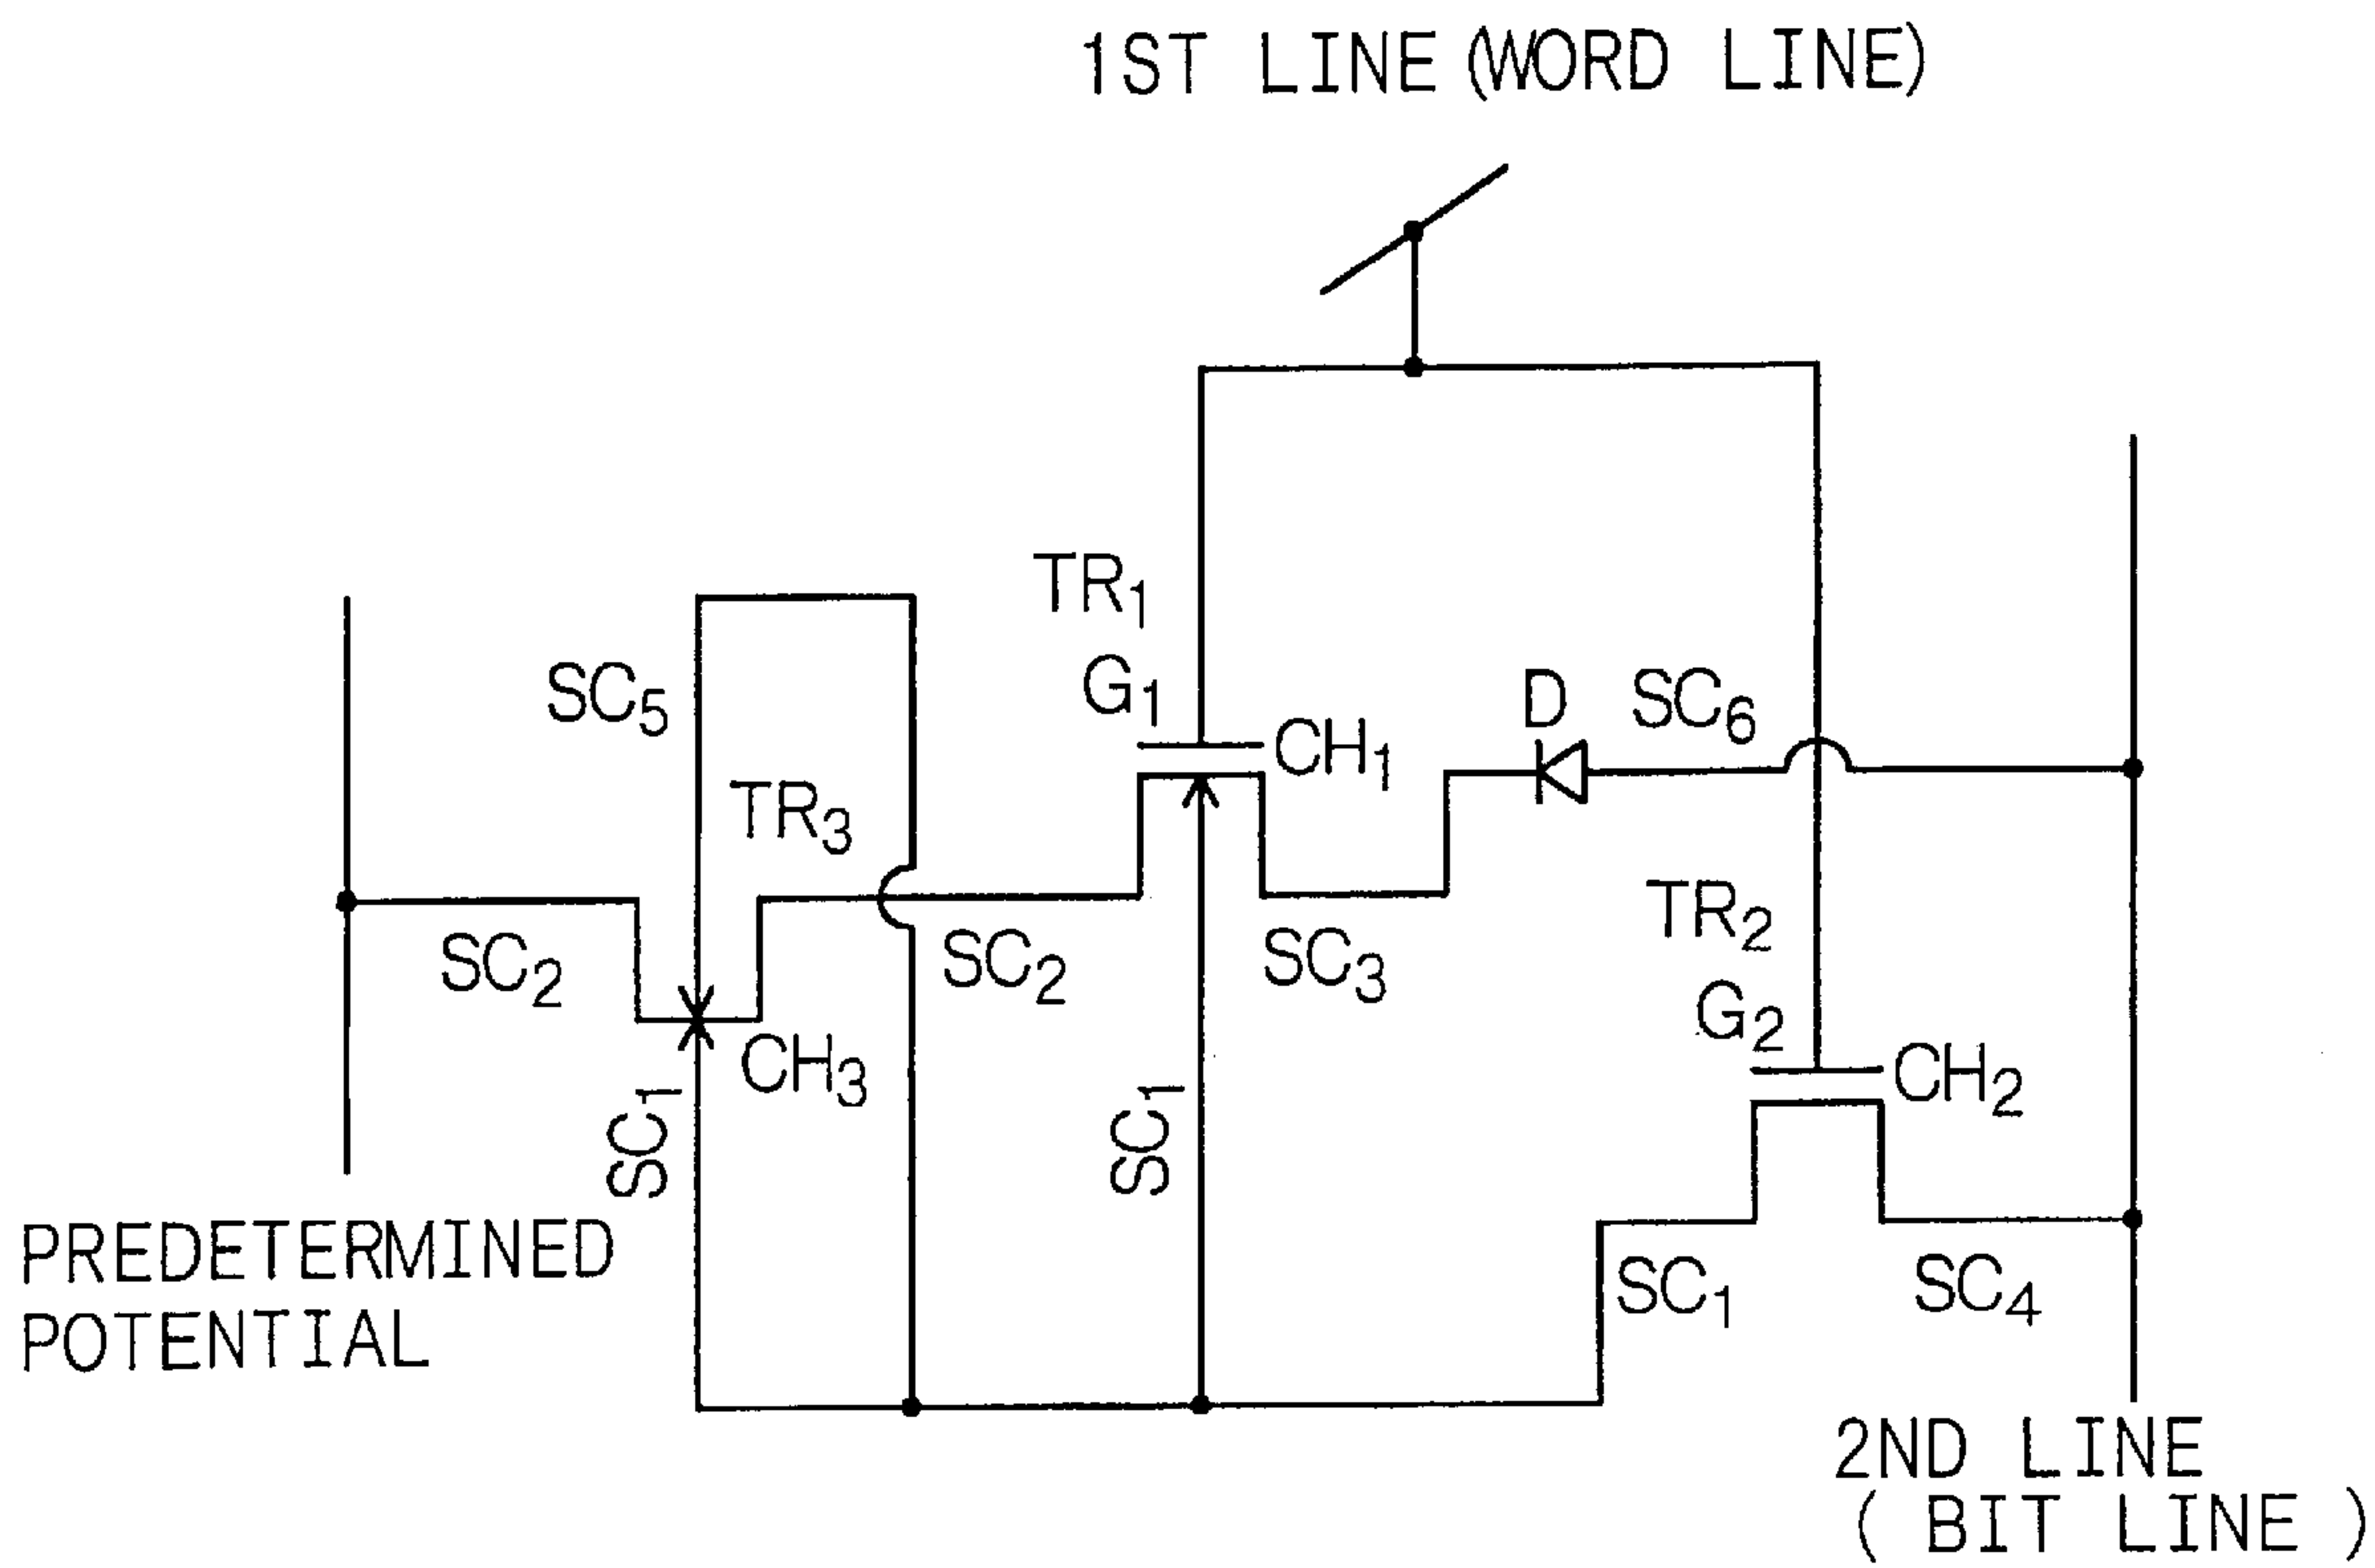 1ST LINE (WORD LINE)
TR1
G1
CH1
D
SC6
SC5
TR3
TR2
G2
CH2
SC2
SC2
SC3
CH3
SC1
SC1
SC1
SC4
PREDETERMINED
POTENTIAL
2ND LINE
( BIT LINE )